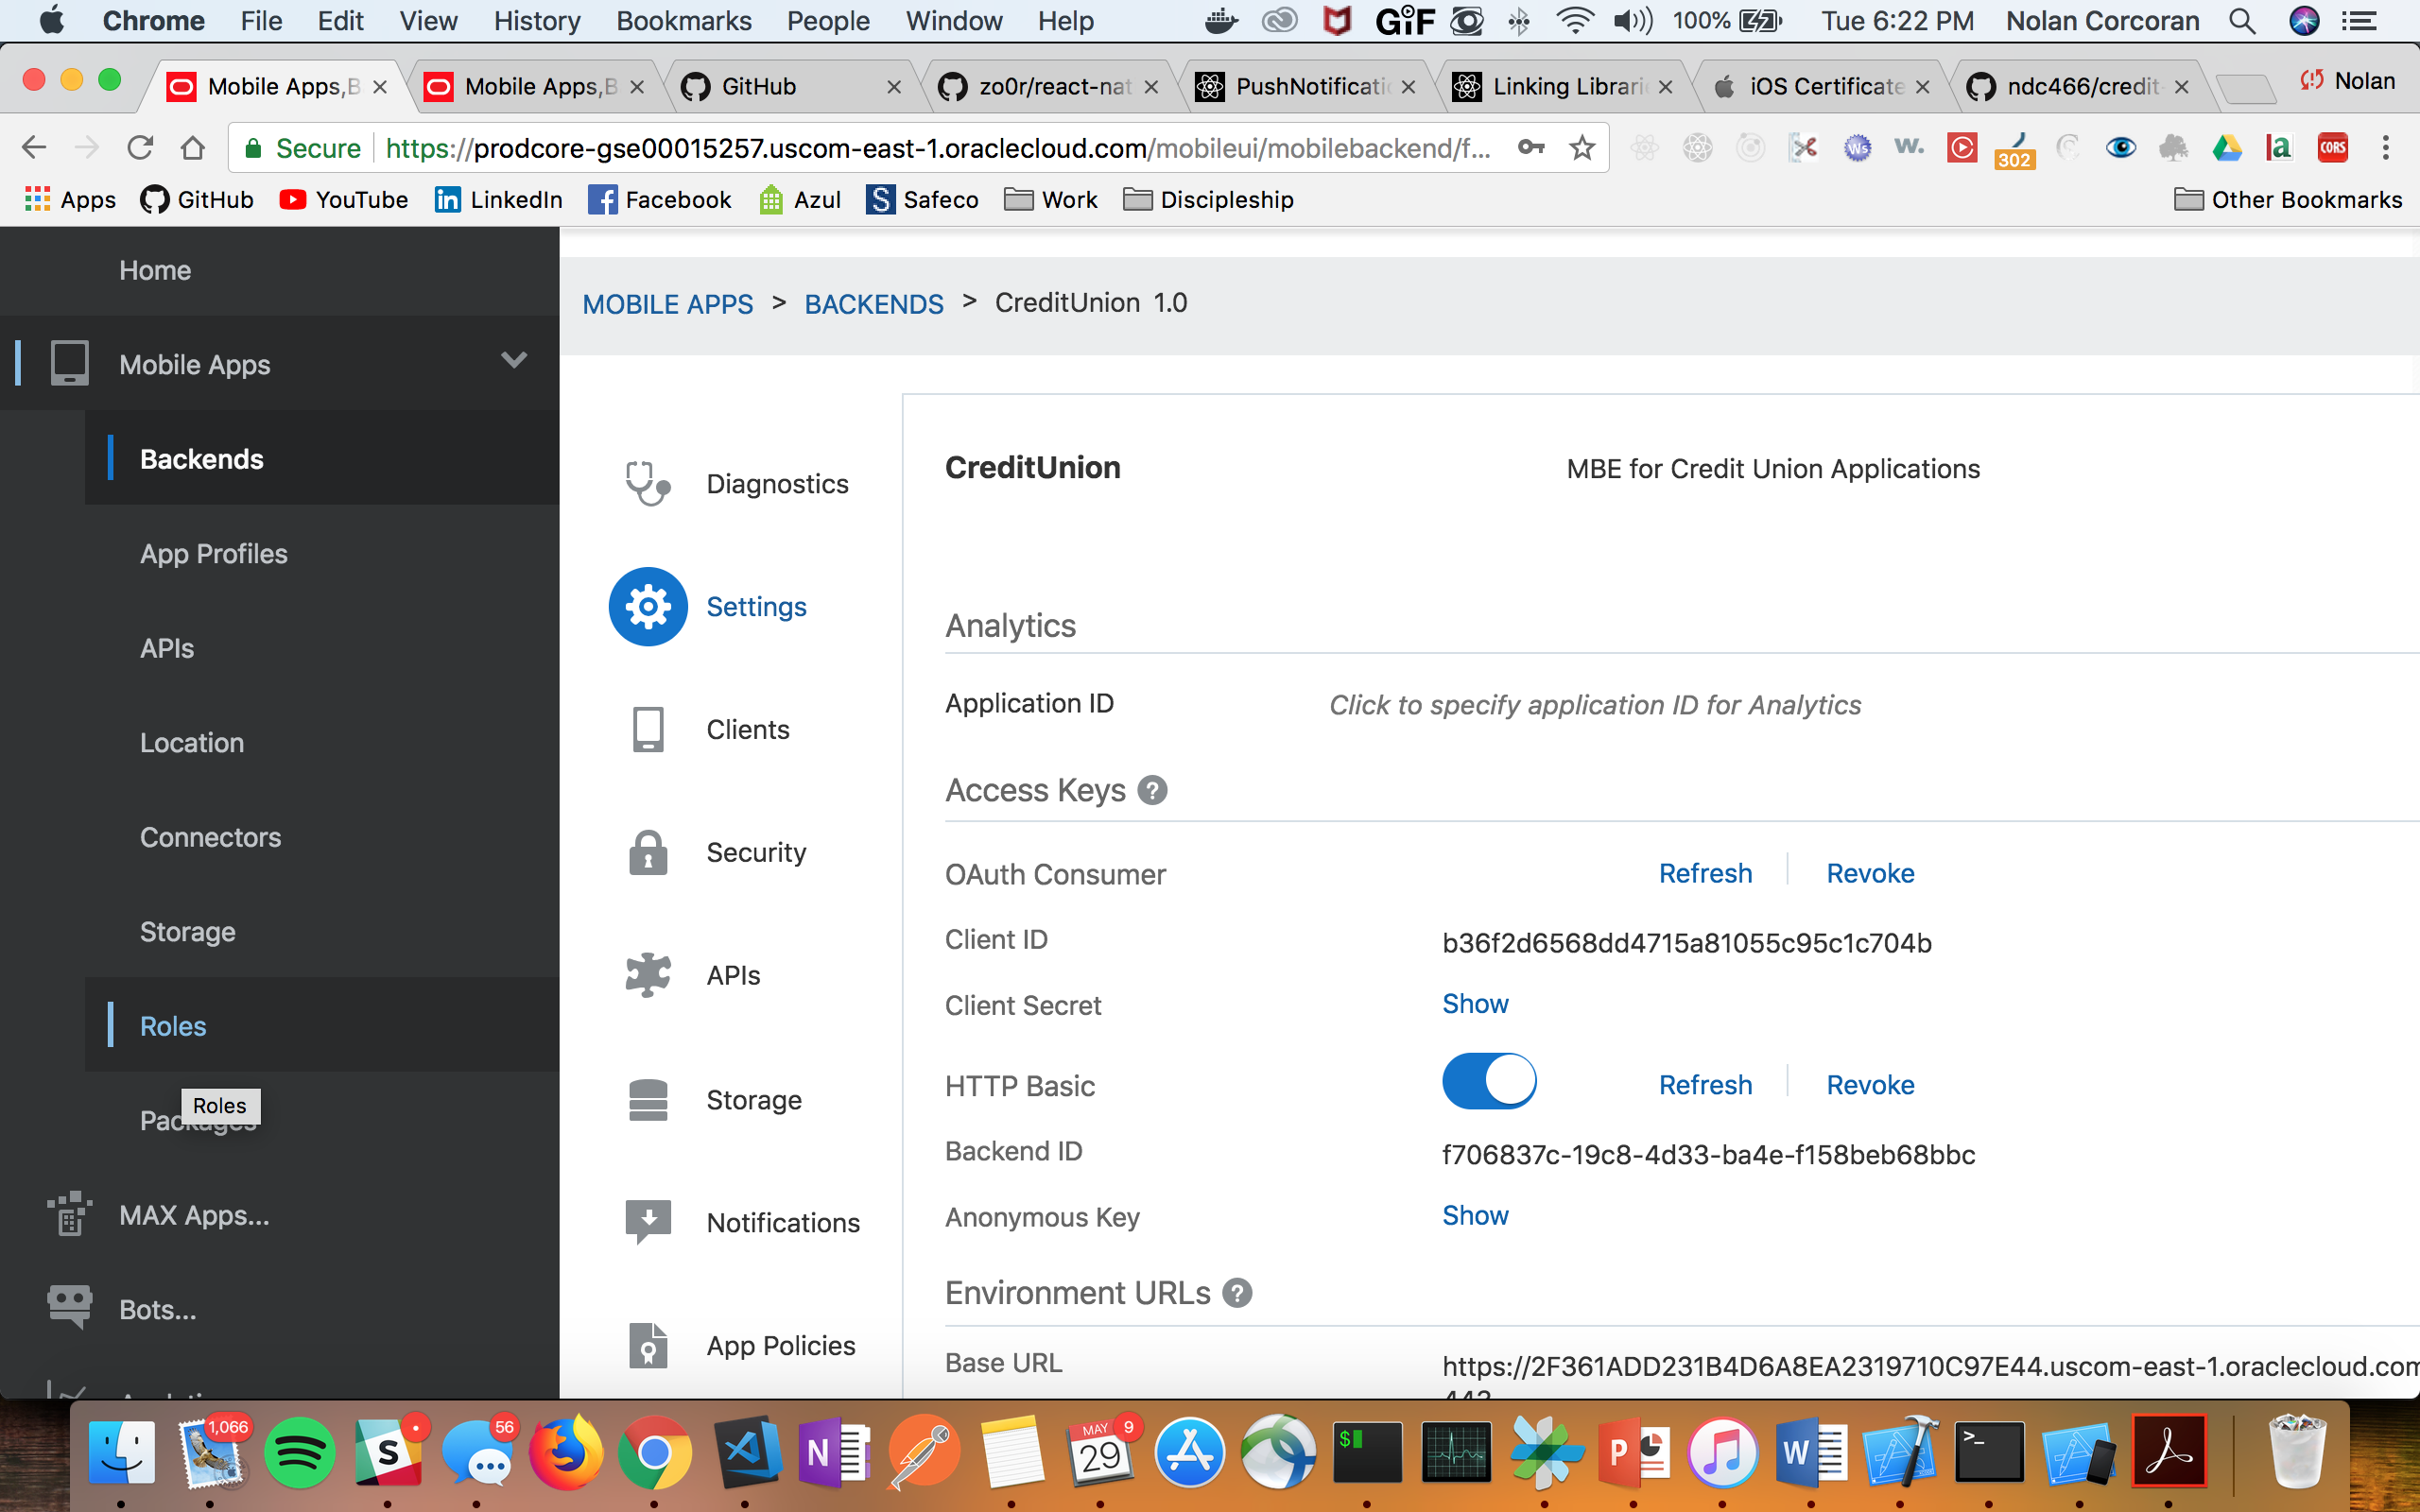 Chrome File Edit View History Bookmarks People Window Help GIF 100% Tue 6:22 PM Nolan Corcoran
Mobile Apps,B Mobile Apps,B GitHub zo0r/react-nat PushNotificatio Linking Librarie iOS Certificate ndc466/credit- Nolan
Secure https://prodcore-gse00015257.uscom-east-1.oraclecloud.com/mobileui/mobilebackend/f... Ws w. 302 a CORS
Apps GitHub YouTube in LinkedIn Facebook Azul S Safeco Work Discipleship Other Bookmarks
Home
Mobile Apps
Backends
App Profiles
APIs
Location
Connectors
Storage
Roles
Roles
Packages
MAX Apps...
Bots...
MOBILE APPS > BACKENDS > CreditUnion 1.0
Diagnostics
Settings
Clients
Security
APIs
Storage
Notifications
App Policies
CreditUnion MBE for Credit Union Applications
Analytics
Application ID Click to specify application ID for Analytics
Access Keys ?
OAuth Consumer Refresh Revoke
Client ID b36f2d6568dd4715a81055c95c1c704b
Client Secret Show
HTTP Basic Refresh Revoke
Backend ID f706837c-19c8-4d33-ba4e-f158beb68bbc
Anonymous Key Show
Environment URLs ?
Base URL https://2F361ADD231B4D6A8EA2319710C97E44.uscom-east-1.oraclecloud.com
1,066 S 56 N MAY 29 9 $ P W >_